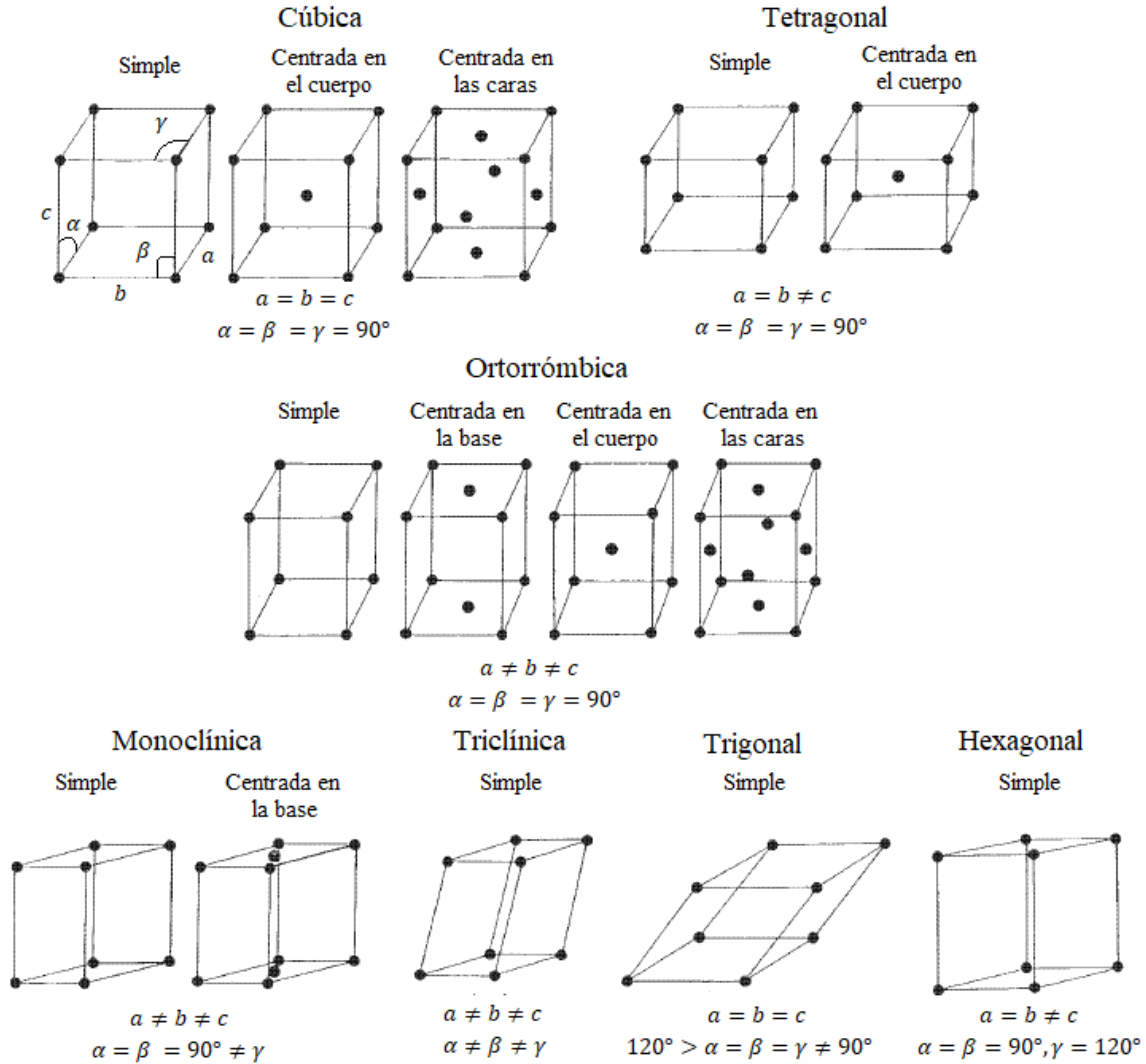 Cúbica
Simple
Centrada en
el cuerpo
Centrada en
las caras
γ
c
α
β
a
b
a = b = c
α = β = γ = 90°
Tetragonal
Simple
Centrada en
el cuerpo
a = b ≠ c
α = β = γ = 90°
Ortorrómbica
Simple
Centrada en
la base
Centrada en
el cuerpo
Centrada en
las caras
a ≠ b ≠ c
α = β = γ = 90°
Monoclínica
Simple
Centrada en
la base
a ≠ b ≠ c
α = β = 90° ≠ γ
Triclínica
Simple
a ≠ b ≠ c
α ≠ β ≠ γ
Trigonal
Simple
a = b = c
120° > α = β = γ ≠ 90°
Hexagonal
Simple
a = b ≠ c
α = β = 90°, γ = 120°